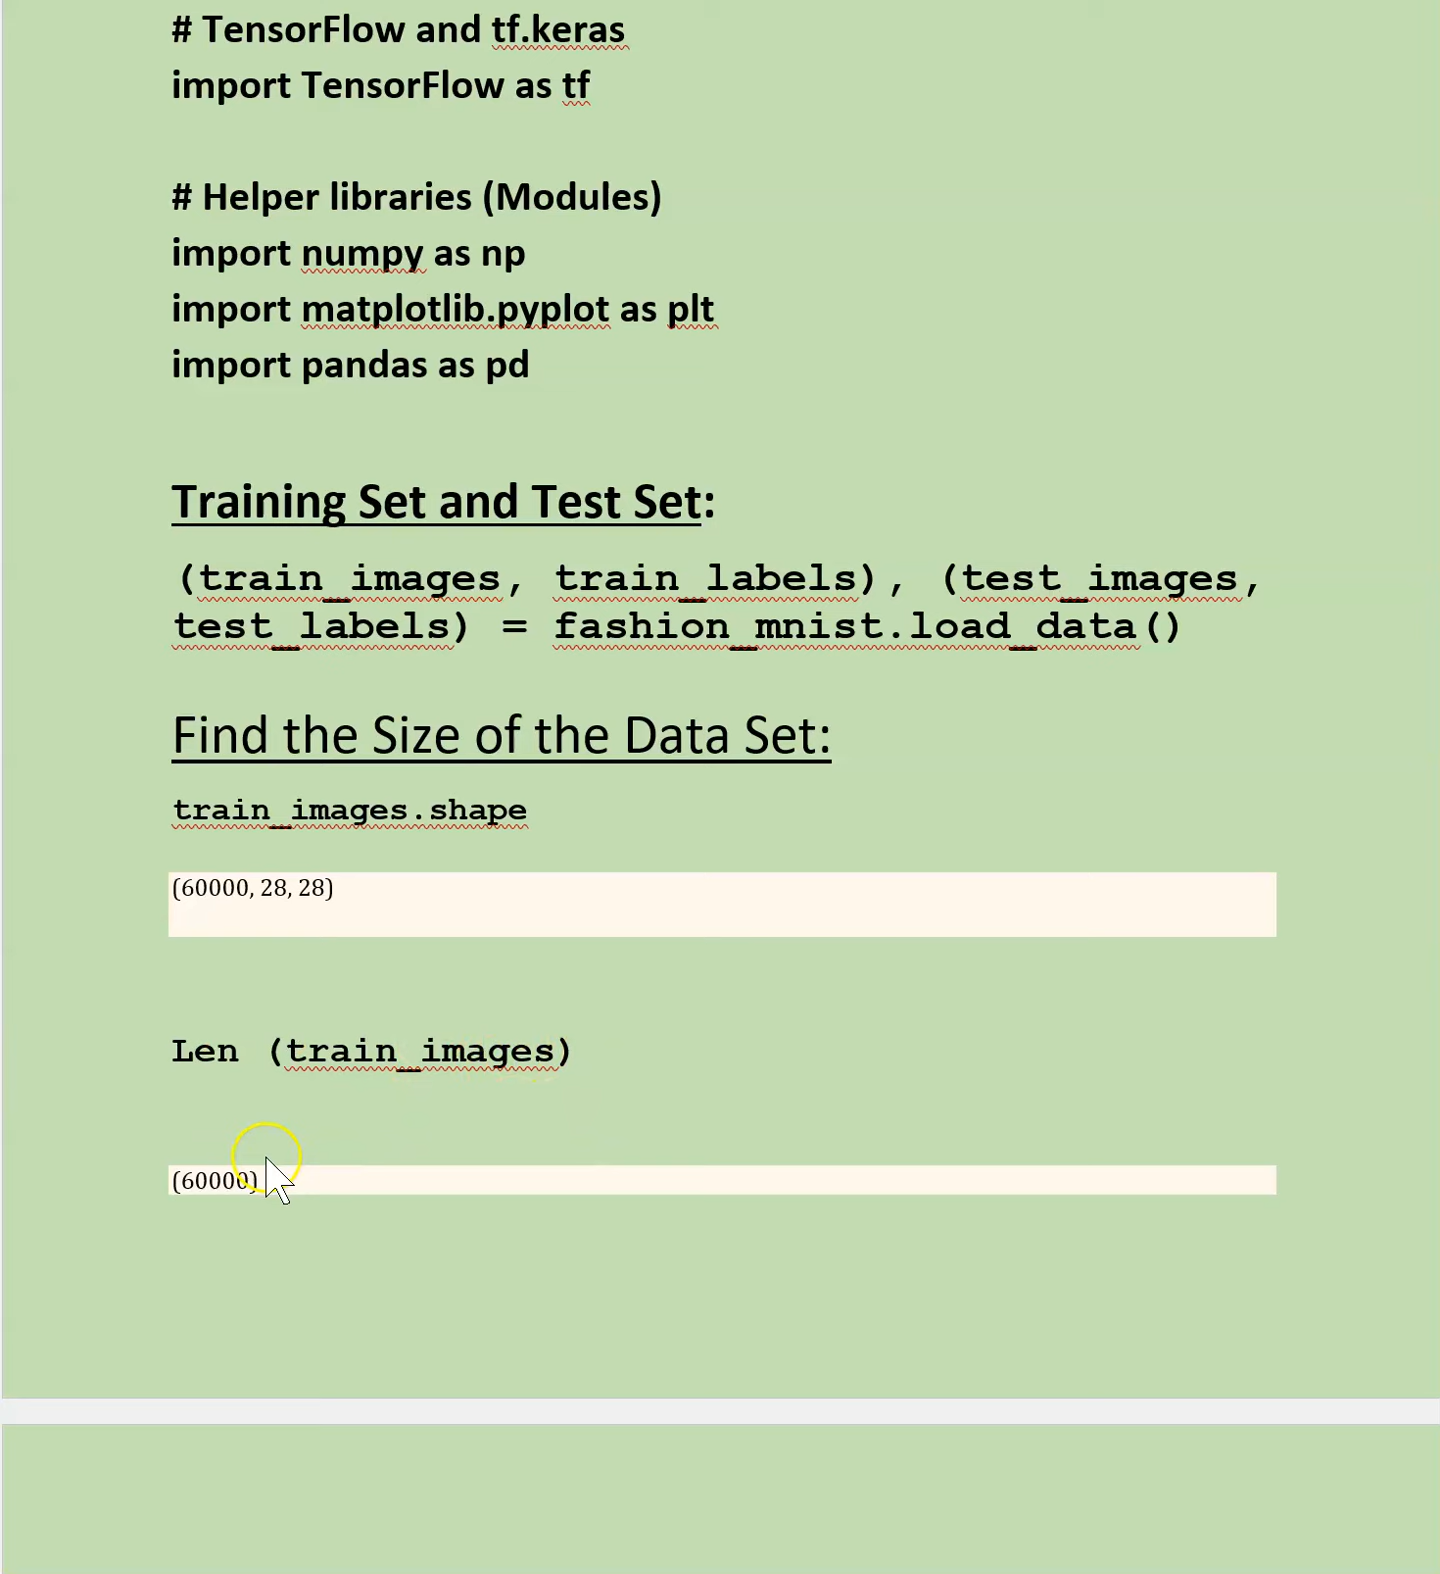 # TensorFlow and tf.keras
import TensorFlow as tf
# Helper libraries (Modules)
import numpy as np
import matplotlib.pyplot as plt
import pandas as pd
Training Set and Test Set:
(train_images, train_labels), (test_images,
test_labels) = fashion_mnist.load_data()
Find the Size of the Data Set:
train_images.shape
(60000, 28, 28)
Len (train_images)
(60000)